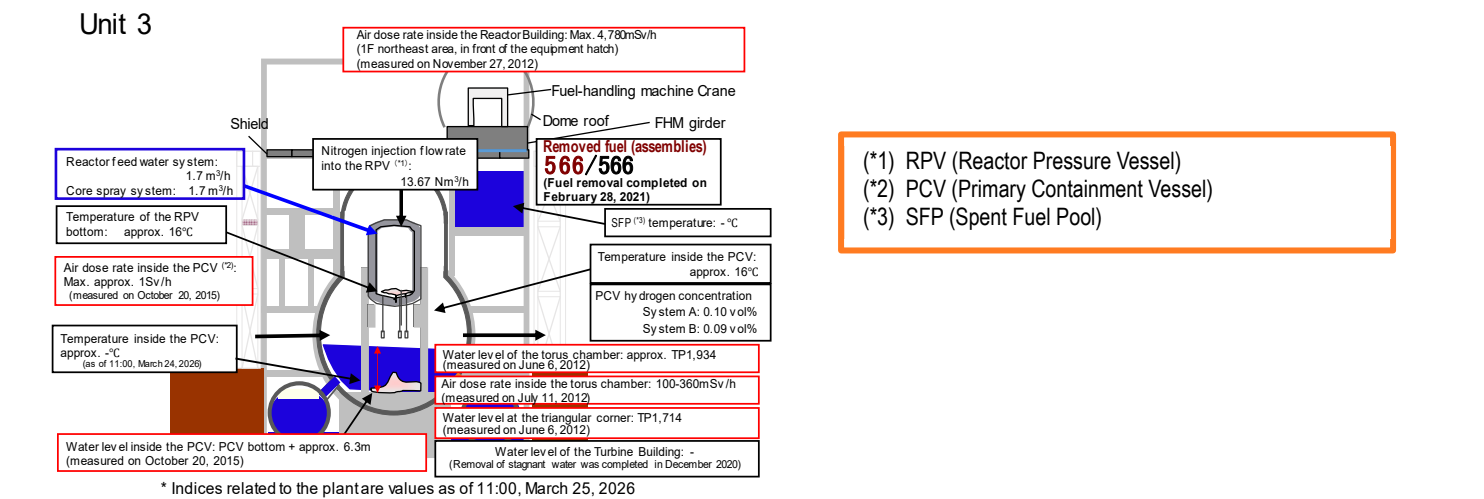 Unit 3
Air dose rate inside the Reactor Building: Max. 4,780mSv/h
(1F northeast area, in front of the equipment hatch)
(measured on November 27, 2012)
Fuel-handling machine Crane
Dome roof
FHM girder
Shield
Reactor feed water system:
1.7 m³/h
Core spray system: 1.7 m³/h
Nitrogen injection flow rate
into the RPV (*1):
13.67 Nm³/h
Removed fuel (assemblies)
566/566
(Fuel removal completed on
February 28, 2021)
Temperature of the RPV
bottom: approx. 16℃
SFP (*3) temperature: - ℃
Air dose rate inside the PCV (*2):
Max. approx. 1Sv/h
(measured on October 20, 2015)
Temperature inside the PCV:
approx. 16℃
PCV hydrogen concentration
System A: 0.10 vol%
System B: 0.09 vol%
Temperature inside the PCV:
approx. -℃
(as of 11:00, March 24, 2026)
Water level of the torus chamber: approx. TP1,934
(measured on June 6, 2012)
Air dose rate inside the torus chamber: 100-360mSv/h
(measured on July 11, 2012)
Water level at the triangular corner: TP1,714
(measured on June 6, 2012)
Water level inside the PCV: PCV bottom + approx. 6.3m
(measured on October 20, 2015)
Water level of the Turbine Building: -
(Removal of stagnant water was completed in December 2020)
* Indices related to the plant are values as of 11:00, March 25, 2026
(*1) RPV (Reactor Pressure Vessel)
(*2) PCV (Primary Containment Vessel)
(*3) SFP (Spent Fuel Pool)